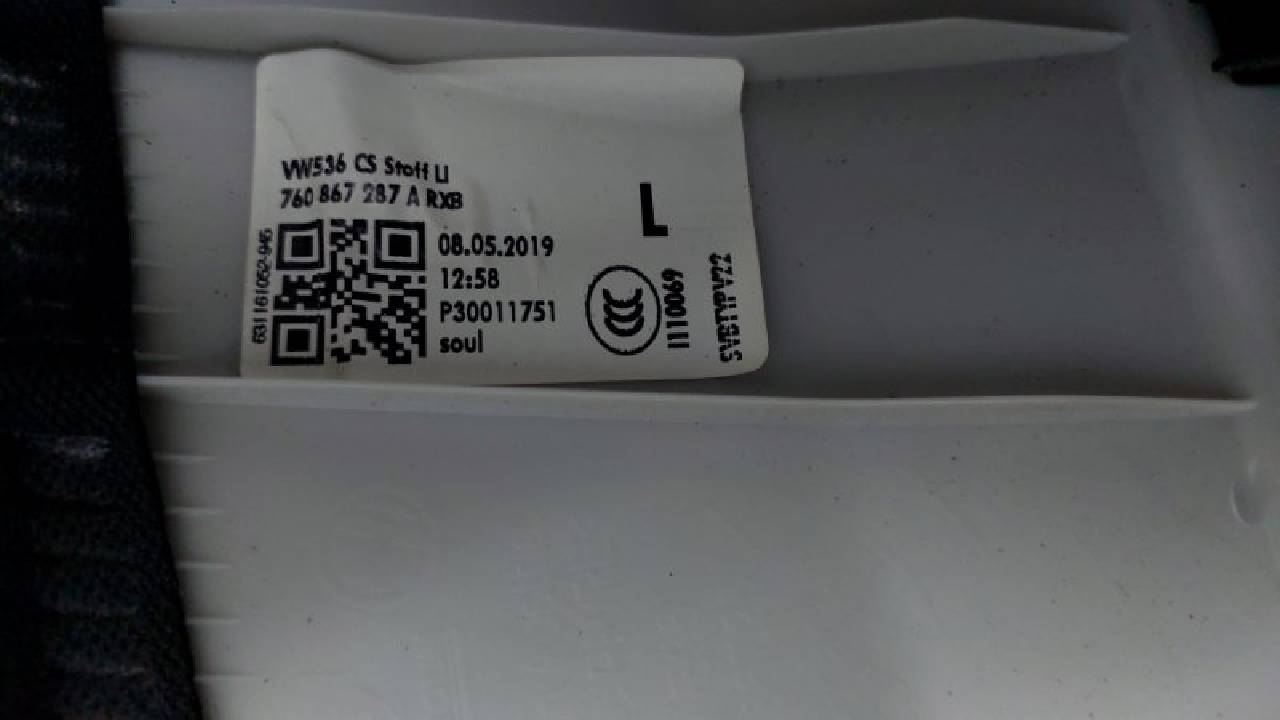 VW536 CS Stoff LI
760 867 287 A RXB
08.05.2019
12:58
P30011751
soul
L
1110069